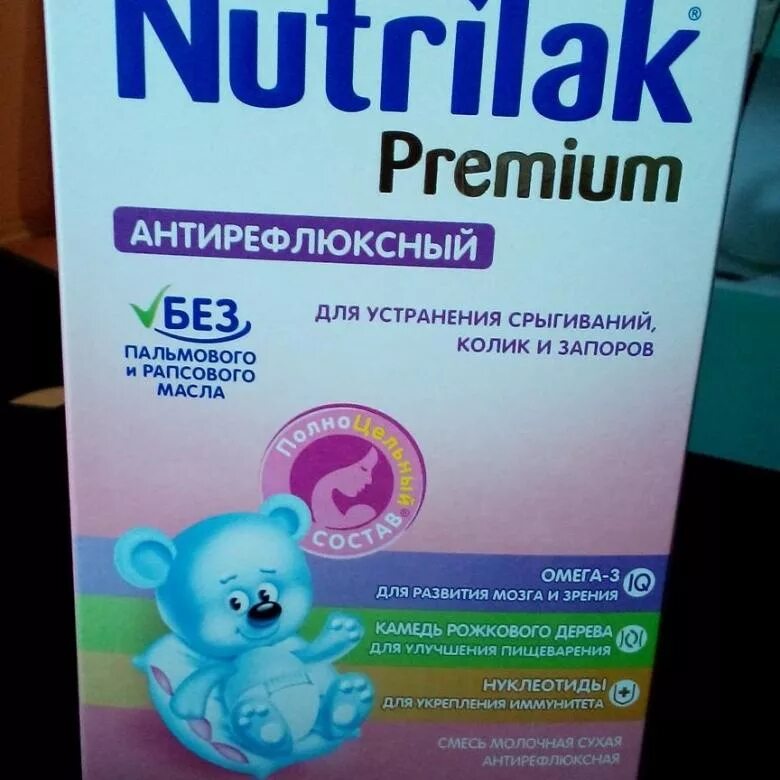 Nutrilak®
Premium
АНТИРЕФЛЮКСНЫЙ
БЕЗ
ПАЛЬМОВОГО
и РАПСОВОГО
МАСЛА
ДЛЯ УСТРАНЕНИЯ СРЫГИВАНИЙ,
КОЛИК И ЗАПОРОВ
ПолноЦельный
СОСТАВ®
ОМЕГА-3 IQ
ДЛЯ РАЗВИТИЯ МОЗГА И ЗРЕНИЯ
КАМЕДЬ РОЖКОВОГО ДЕРЕВА
ДЛЯ УЛУЧШЕНИЯ ПИЩЕВАРЕНИЯ
НУКЛЕОТИДЫ
ДЛЯ УКРЕПЛЕНИЯ ИММУНИТЕТА
СМЕСЬ МОЛОЧНАЯ СУХАЯ
АНТИРЕФЛЮКСНАЯ